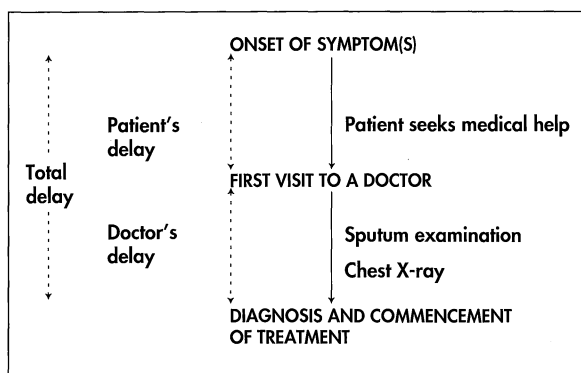 ONSET OF SYMPTOM(S)
Patient's
delay
Patient seeks medical help
Total
delay
FIRST VISIT TO A DOCTOR
Doctor's
delay
Sputum examination
Chest X-ray
DIAGNOSIS AND COMMENCEMENT
OF TREATMENT